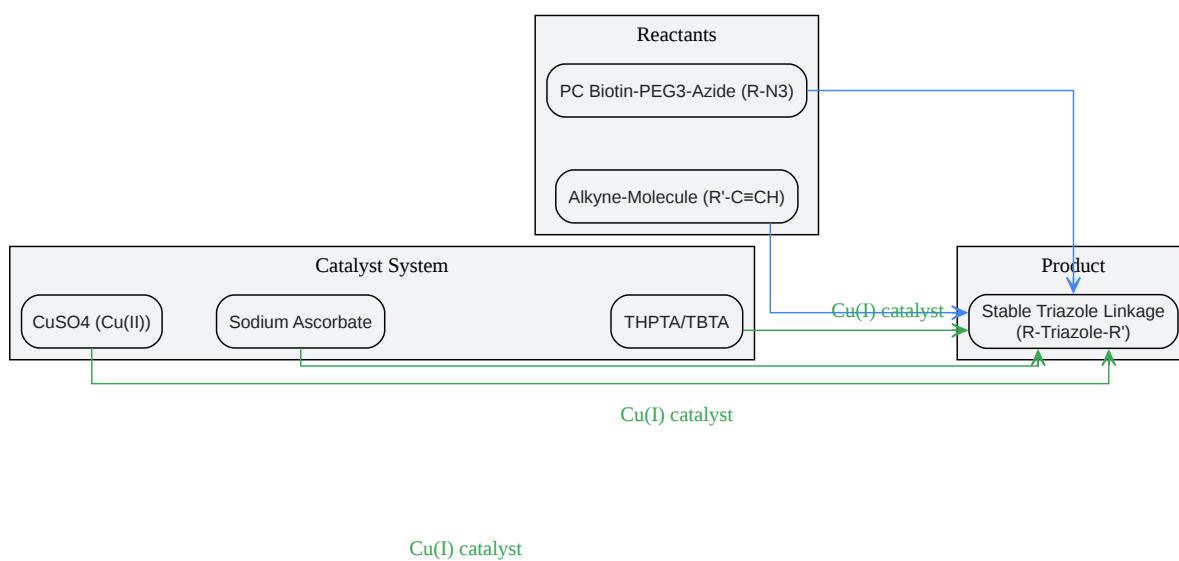 Reactants
PC Biotin-PEG3-Azide (R-N3)
Alkyne-Molecule (R'-C≡CH)
Catalyst System
CuSO4 (Cu(II))
Sodium Ascorbate
THPTA/TBTA
Cu(I) catalyst
Product
Stable Triazole Linkage
(R-Triazole-R')
Cu(I) catalyst
Cu(I) catalyst